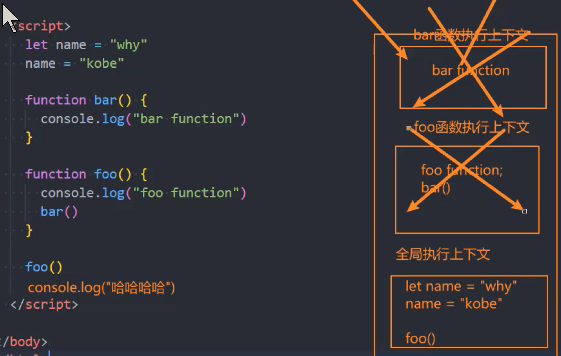 <script>
let name = "why"
name = "kobe"
function bar() {
console.log("bar function")
}
function foo() {
console.log("foo function")
bar()
}
foo()
console.log("哈哈哈哈")
</script>
/body>
bar函数执行上下文
bar function
foo函数执行上下文
foo function;
bar()
全局执行上下文
let name = "why"
name = "kobe"
foo()